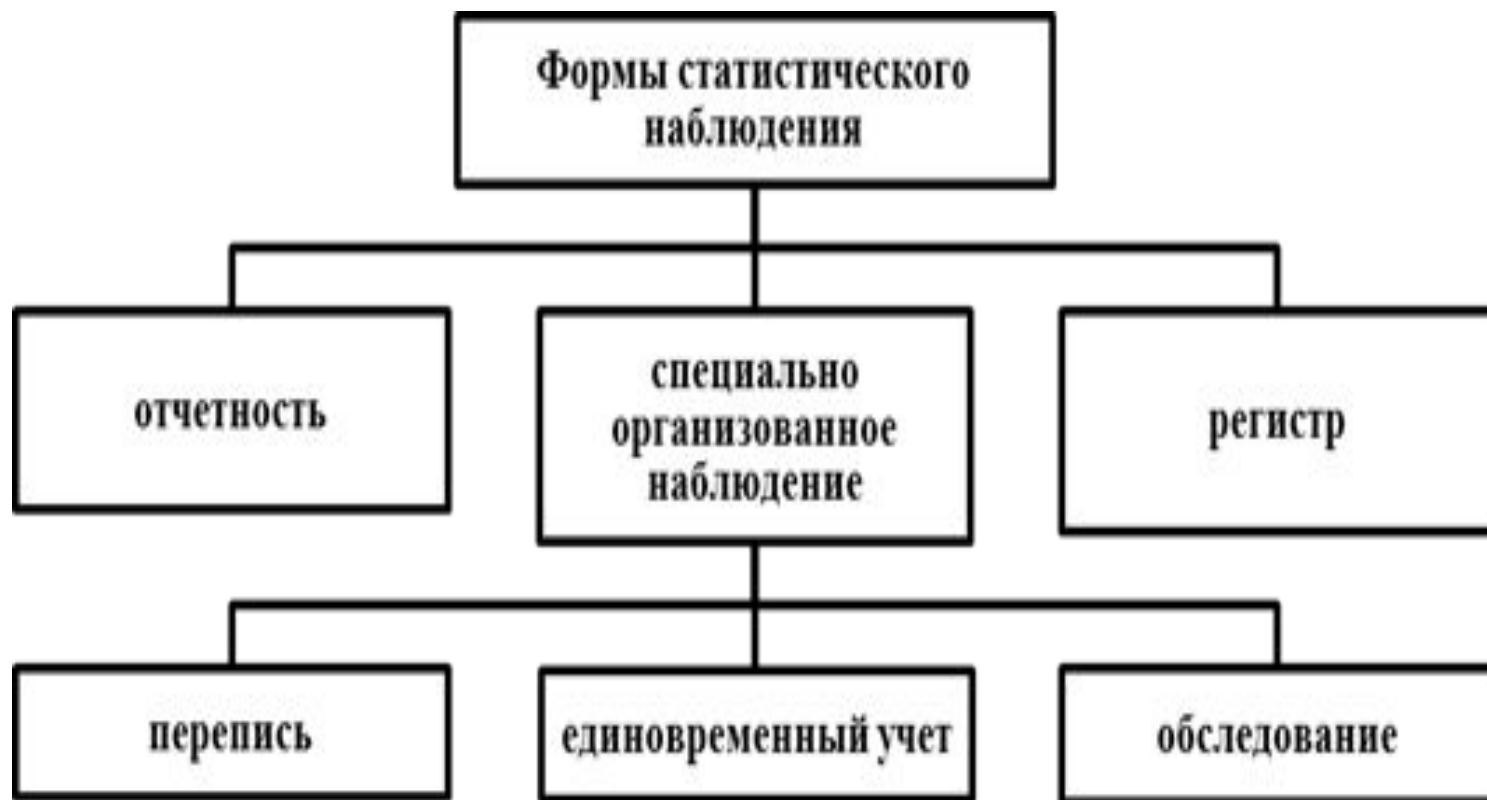 Формы статистического
наблюдения
отчетность
специально
организованное
наблюдение
регистр
перепись
единовременный учет
обследование